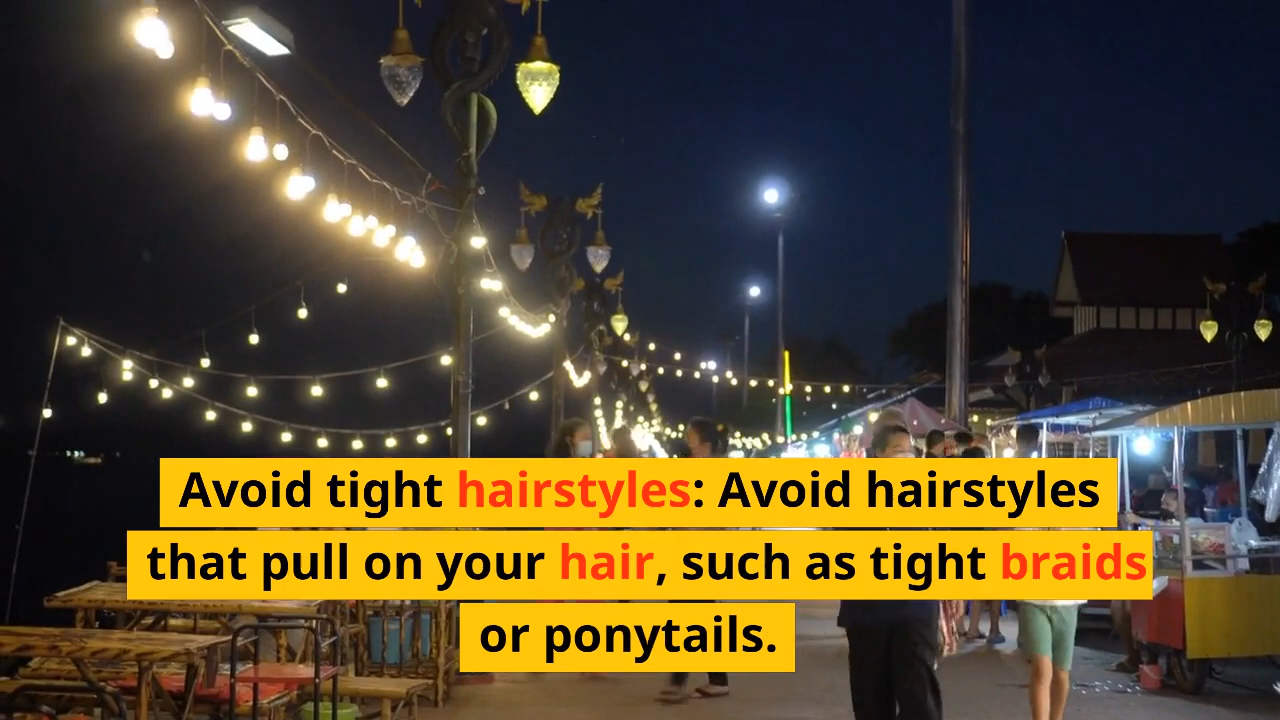 Avoid tight hairstyles: Avoid hairstyles
that pull on your hair, such as tight braids
or ponytails.